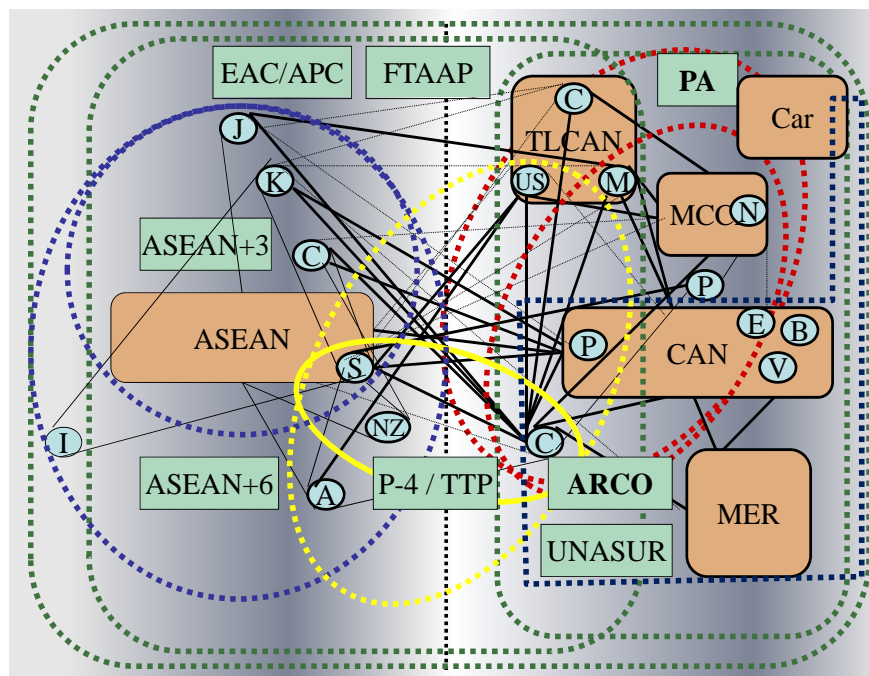 EAC/APC
FTAAP
PA
C
Car
J
TLCAN
K
US
M
MCC
N
ASEAN+3
C
P
ASEAN
E
B
P
CAN
S
V
NZ
I
C
ASEAN+6
A
P-4 / TTP
ARCO
MER
UNASUR